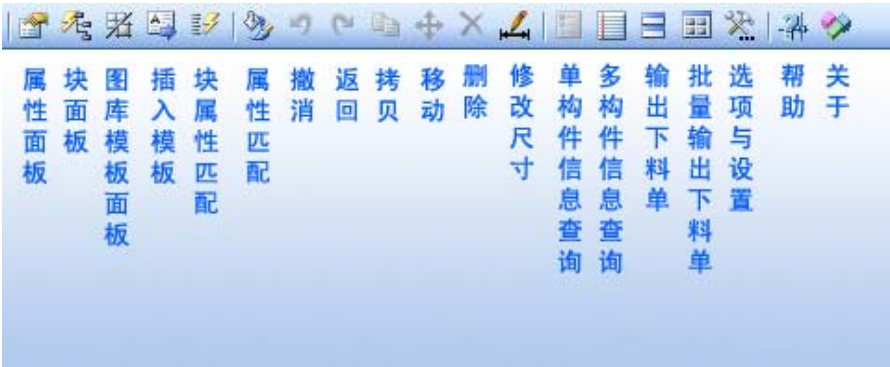 属性面板
块面板
图库模板面板
插入模板
块属性匹配
属性匹配
撤消
返回
拷贝
移动
删除
修改尺寸
单构件信息查询
多构件信息查询
输出下料单
批量输出下料单
选项与设置
帮助
关于